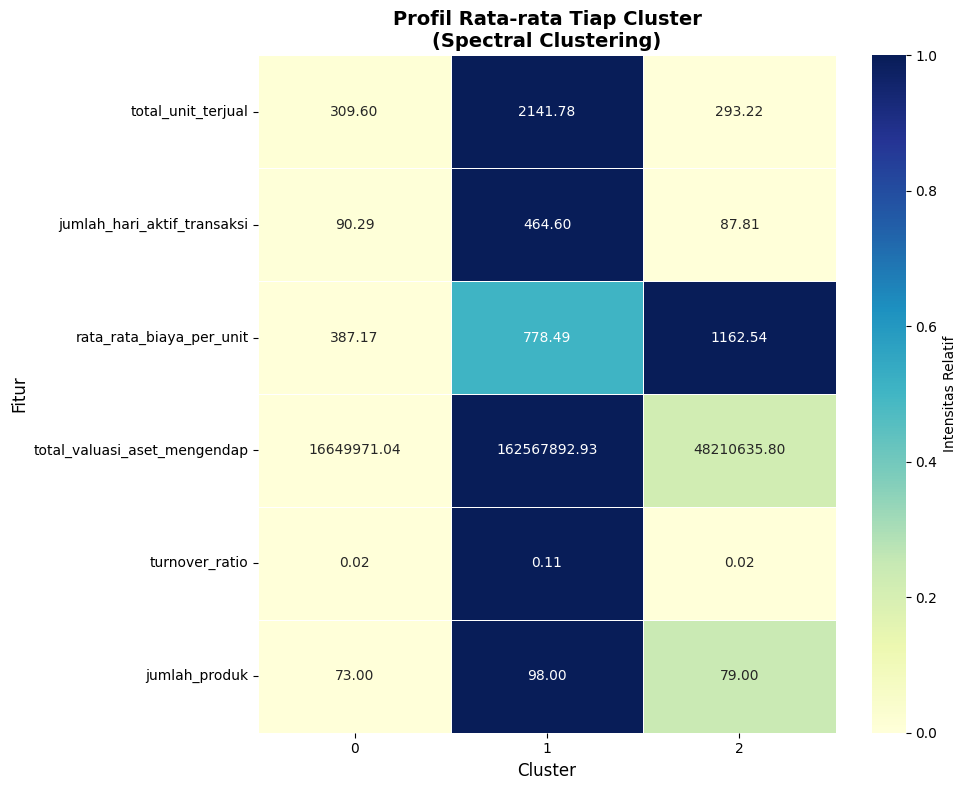 Profil Rata-rata Tiap Cluster
(Spectral Clustering)
total_unit_terjual
309.60
2141.78
293.22
jumlah_hari_aktif_transaksi
90.29
464.60
87.81
rata_rata_biaya_per_unit
387.17
778.49
1162.54
total_valuasi_aset_mengendap
16649971.04
162567892.93
48210635.80
turnover_ratio
0.02
0.11
0.02
jumlah_produk
73.00
98.00
79.00
0
1
2
Cluster
Fitur
1.0
0.8
0.6
0.4
0.2
0.0
Intensitas Relatif